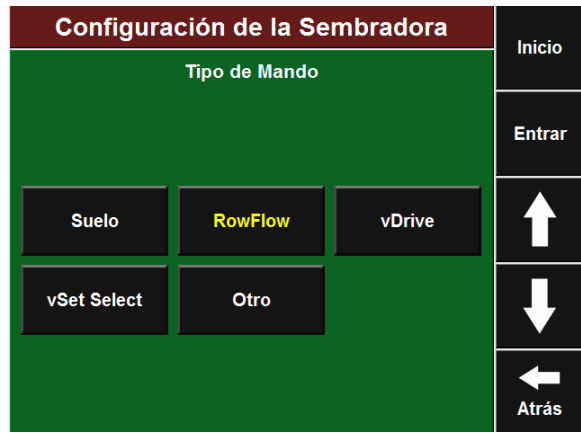 Configuración de la Sembradora
Tipo de Mando
Suelo
RowFlow
vDrive
vSet Select
Otro
Inicio
Entrar
Atrás